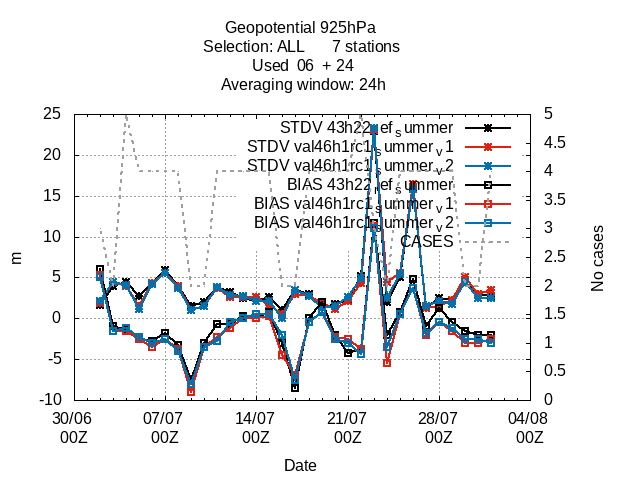 Geopotential 925hPa
Selection: ALL 7 stations
Used 06 + 24
Averaging window: 24h
STDV 43h22_ref_summer
STDV val46h1rc1_summer_v1
STDV val46h1rc1_summer_v2
BIAS 43h22_ref_summer
BIAS val46h1rc1_summer_v1
BIAS val46h1rc1_summer_v2
CASES
25
20
15
10
5
0
-5
-10
m
5
4.5
4
3.5
3
2.5
2
1.5
1
0.5
0
No cases
30/06 07/07 14/07 21/07 28/07 04/08
00Z 00Z 00Z 00Z 00Z 00Z
Date